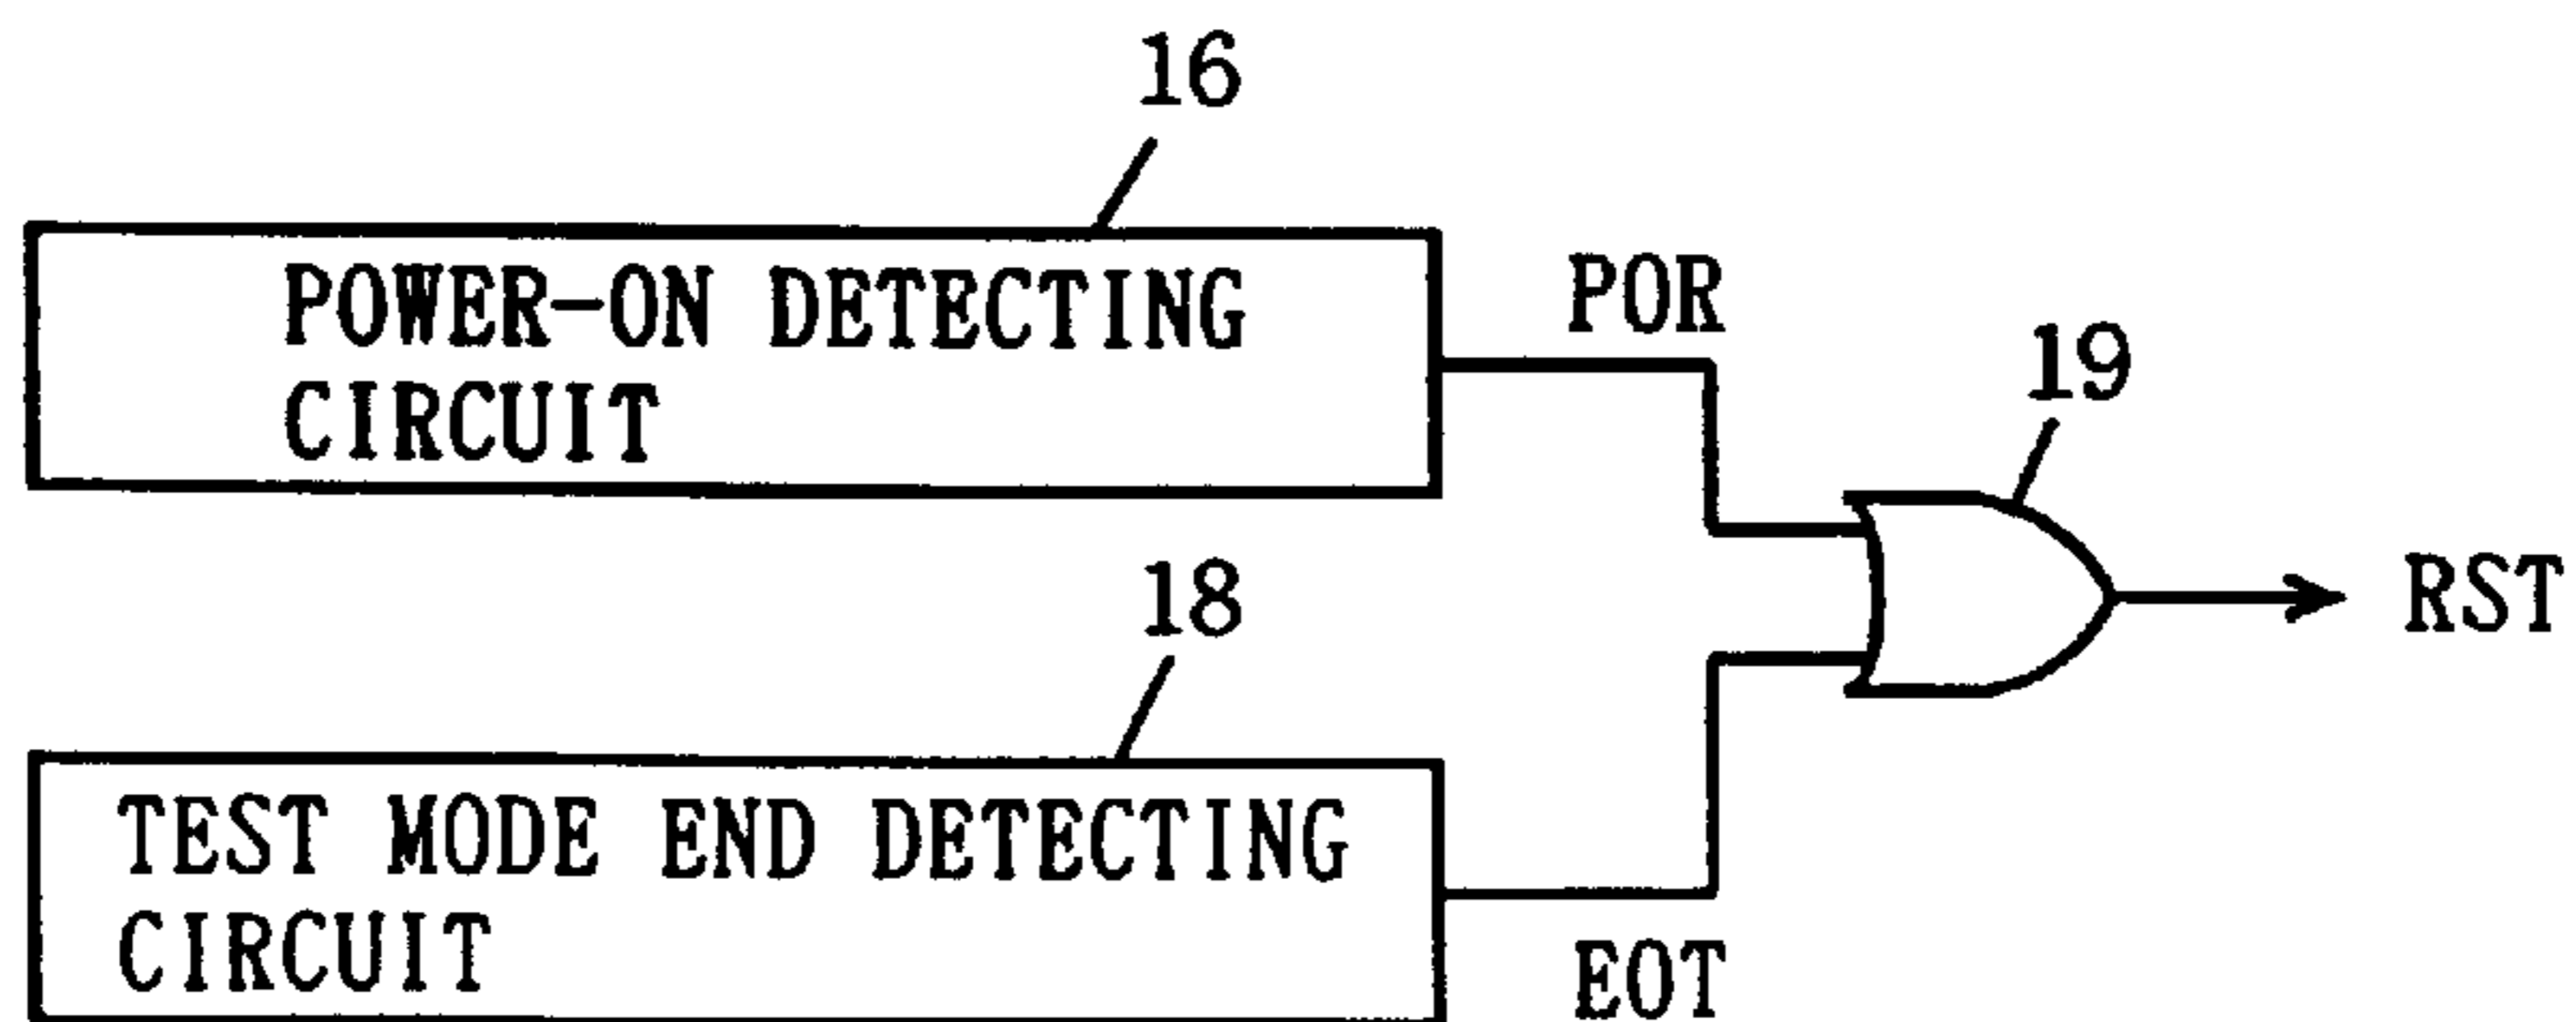 16
POWER-ON DETECTING
CIRCUIT
POR
19
RST
18
TEST MODE END DETECTING
CIRCUIT
EOT